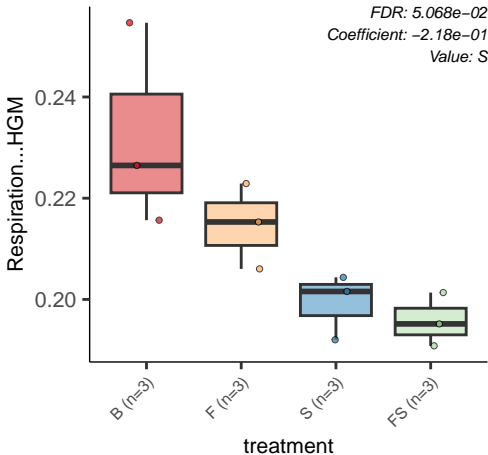 FDR: 5.068e−02
Coefficient: −2.18e−01
Value: S
Respiration...HGM
0.24
0.22
0.20
B (n=3)
F (n=3)
S (n=3)
FS (n=3)
treatment